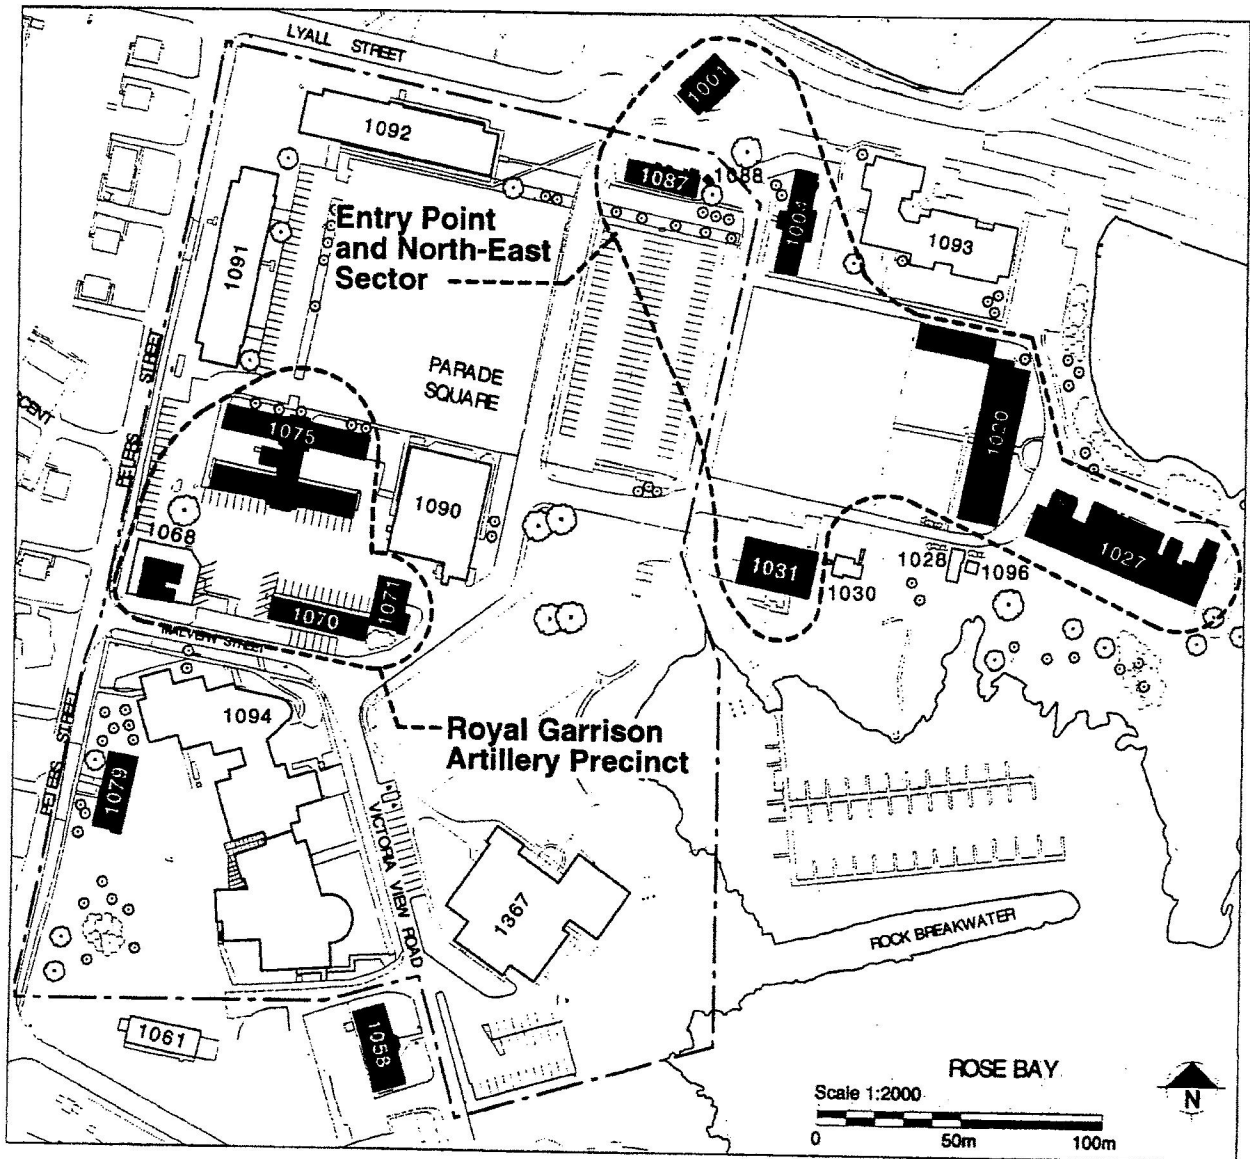 LYALL STREET
1001
1092
1087
1088
1093
1091
Entry Point
and North-East
Sector
PARADE
SQUARE
STREET
PETERS
1075
1020
1090
1068
1031
1030
1028
1096
1027
1070
1071
MALVERN STREET
1094
Royal Garrison
Artillery Precinct
PETERS STREET
1079
VICTORIA VIEW ROAD
1367
ROCK BREAKWATER
1061
1058
ROSE BAY
Scale 1:2000
0 50m 100m
N